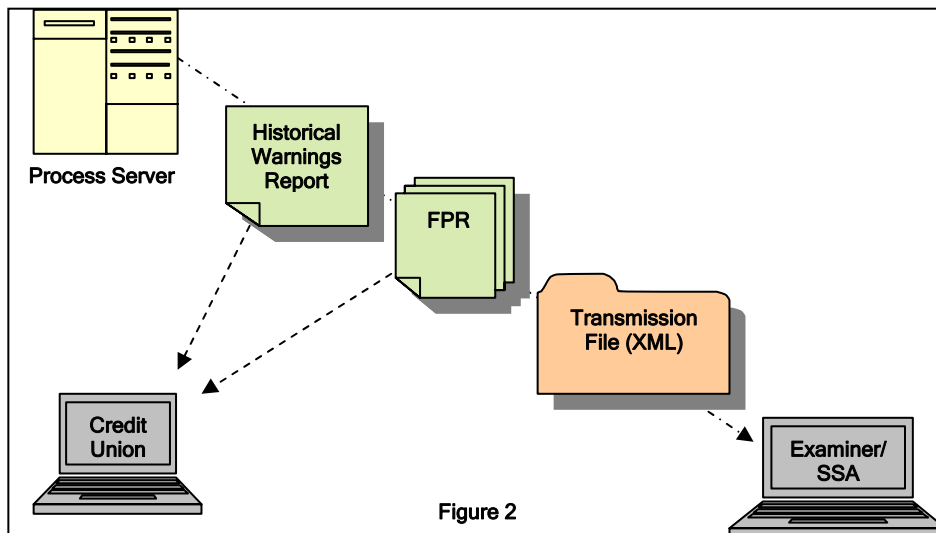 Process Server
Historical
Warnings
Report
FPR
Transmission
File (XML)
Credit
Union
Examiner/
SSA
Figure 2